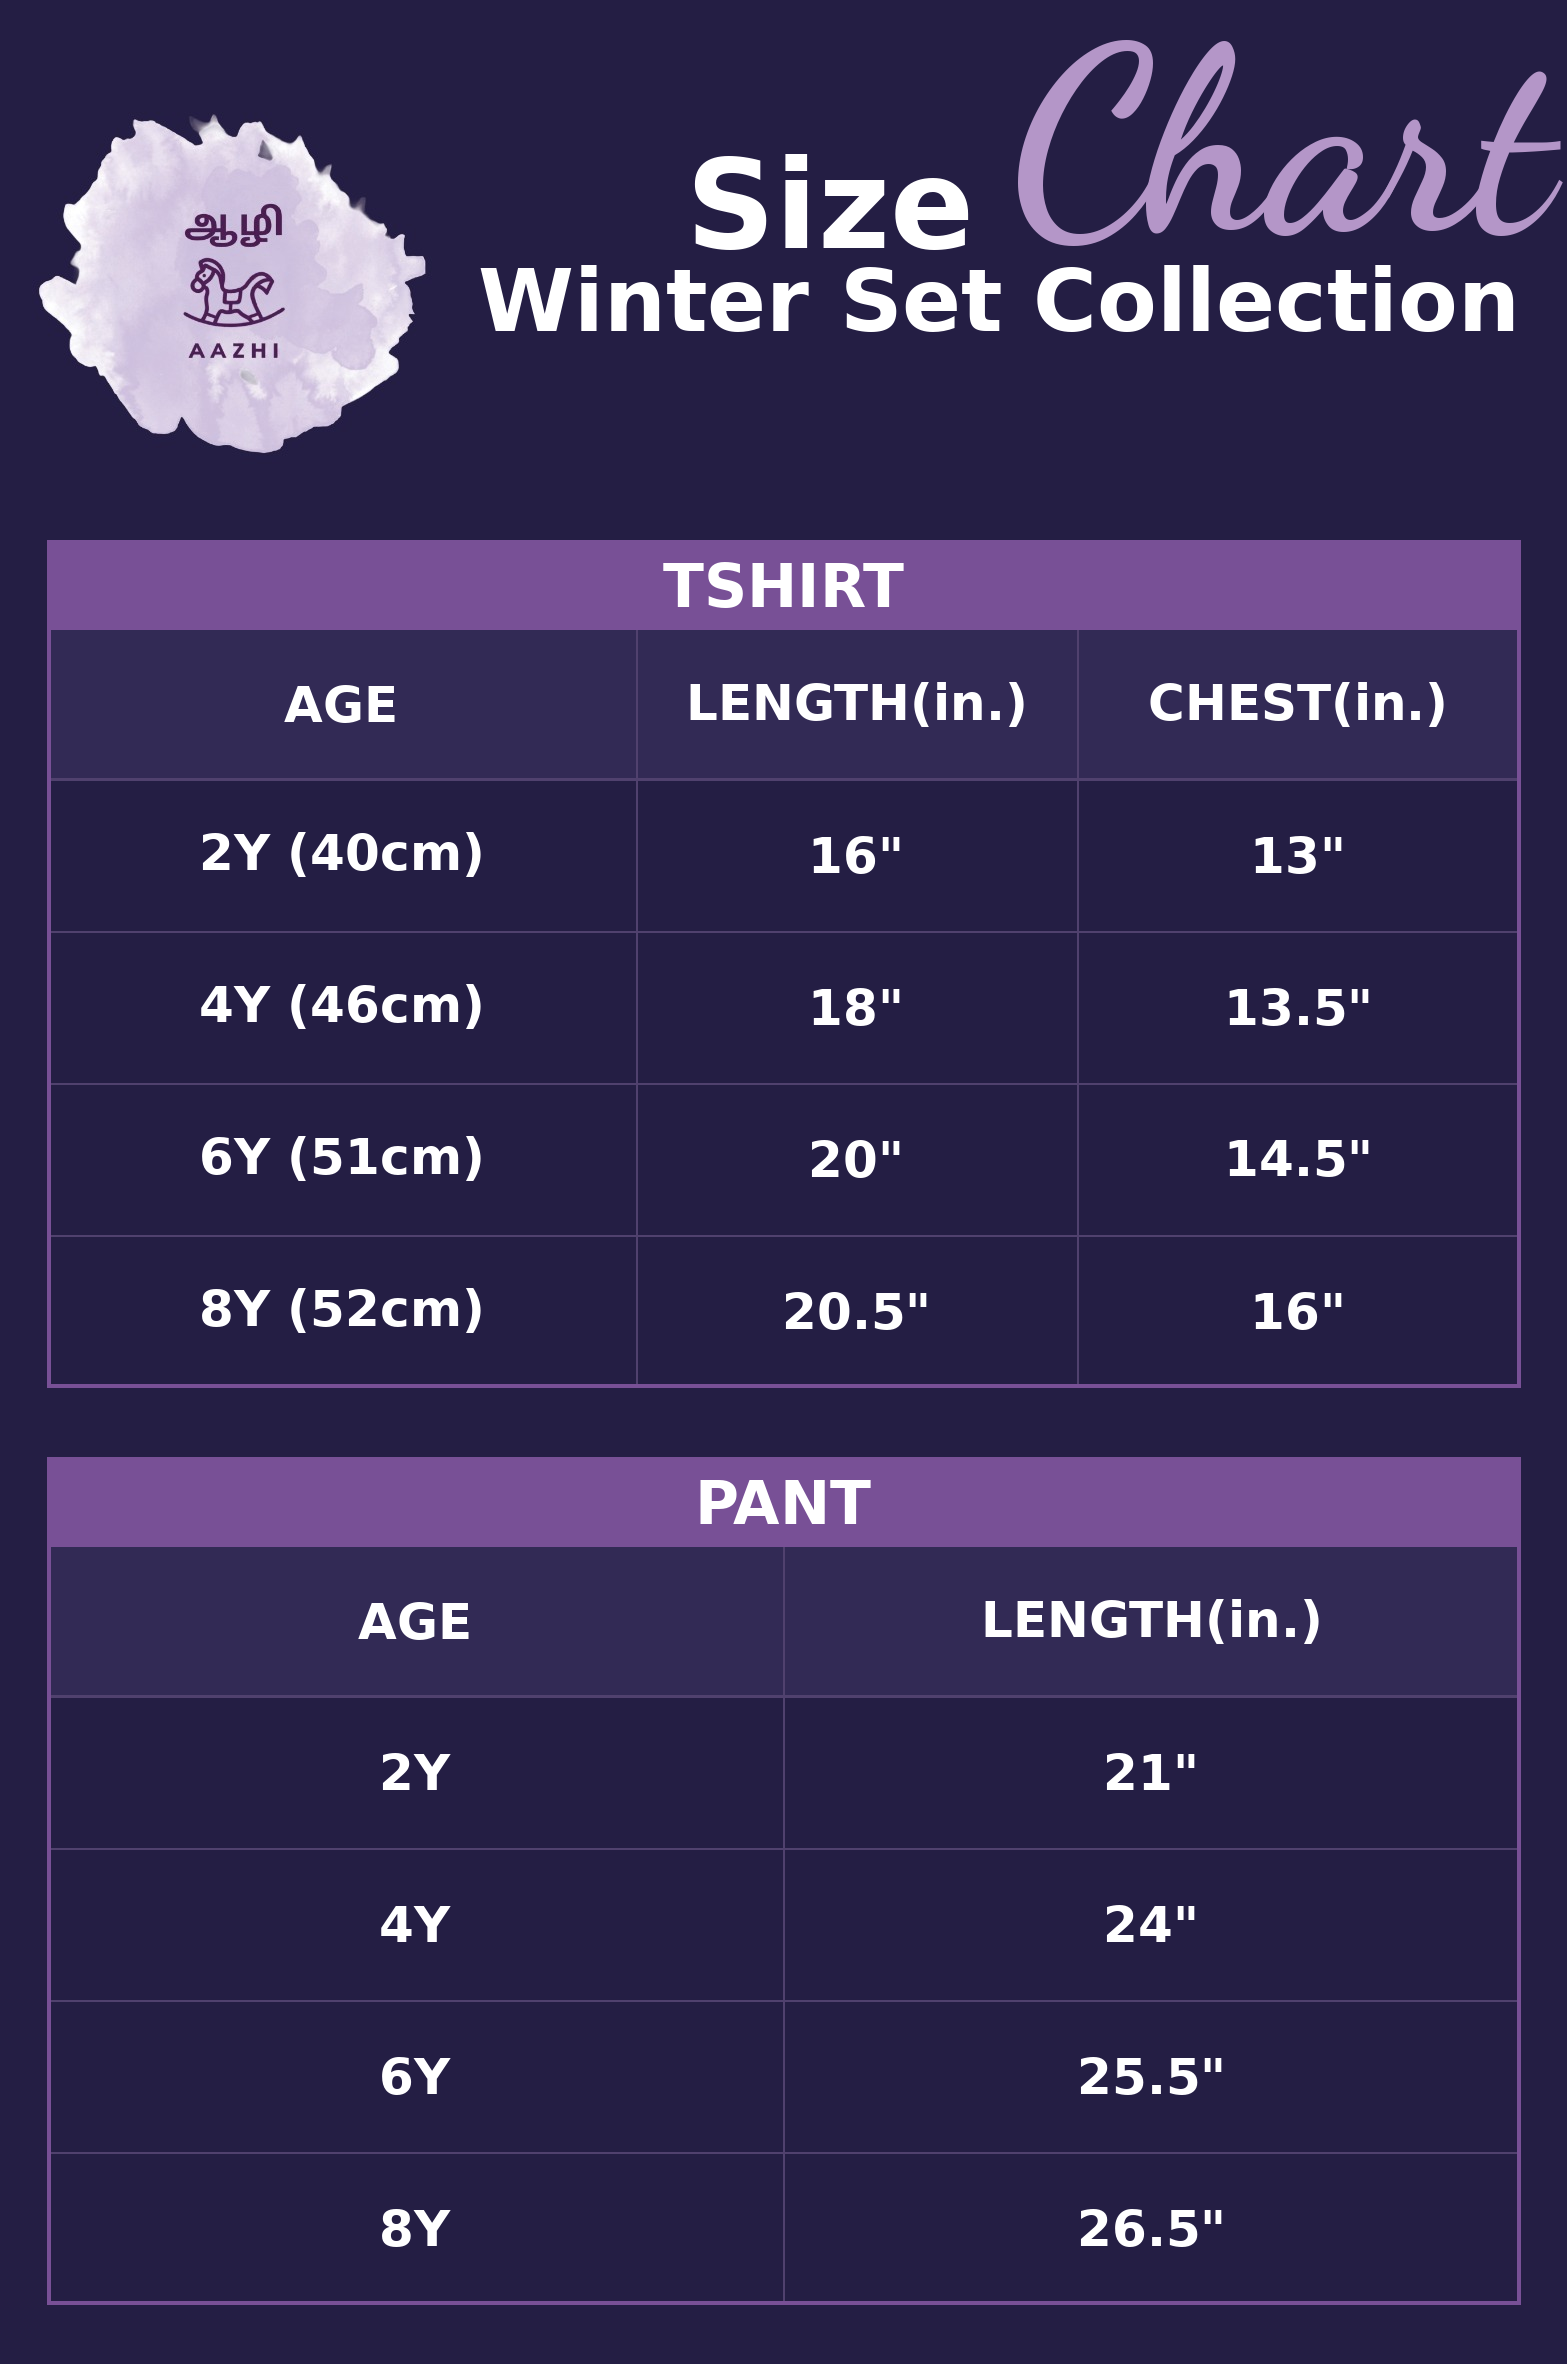 Size Chart
Winter Set Collection
ஆழி
AAZHI
TSHIRT
AGE LENGTH(in.) CHEST(in.)
2Y (40cm) 16" 13"
4Y (46cm) 18" 13.5"
6Y (51cm) 20" 14.5"
8Y (52cm) 20.5" 16"
PANT
AGE LENGTH(in.)
2Y 21"
4Y 24"
6Y 25.5"
8Y 26.5"